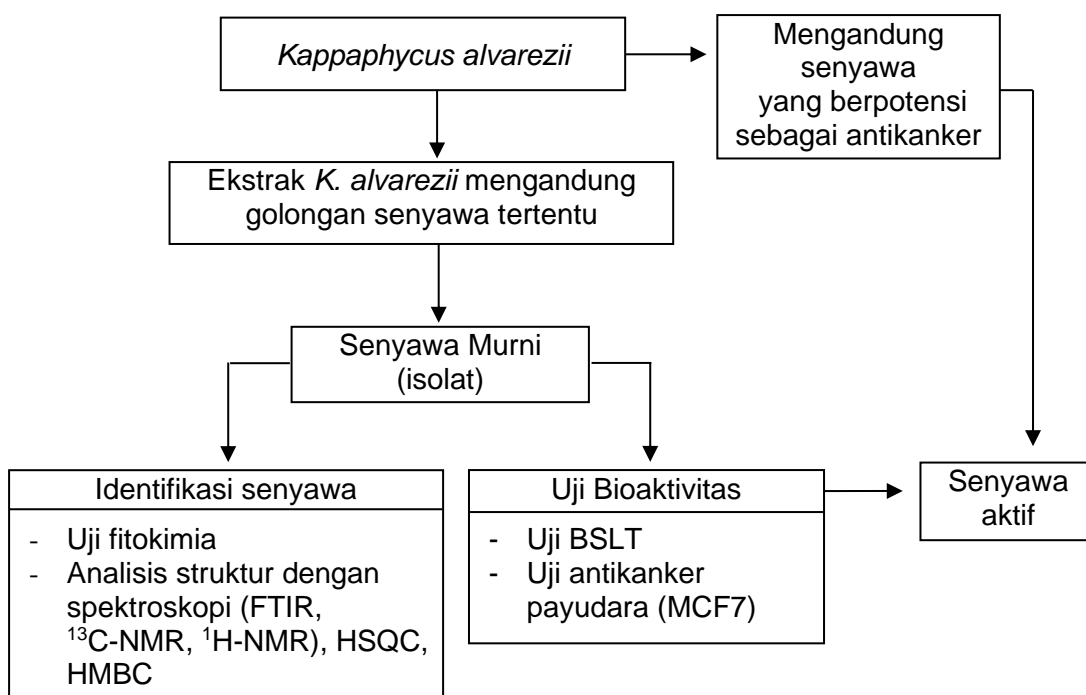 Kappaphycus alvarezii
Mengandung
senyawa
yang berpotensi
sebagai antikanker
Ekstrak K. alvarezii mengandung
golongan senyawa tertentu
Senyawa Murni
(isolat)
Identifikasi senyawa
- Uji fitokimia
- Analisis struktur dengan
spektroskopi (FTIR,
¹³C-NMR, ¹H-NMR), HSQC,
HMBC
Uji Bioaktivitas
- Uji BSLT
- Uji antikanker
payudara (MCF7)
Senyawa
aktif